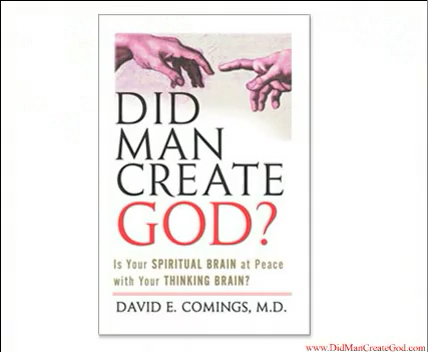 DID
MAN
CREATE
GOD?
Is Your SPIRITUAL BRAIN at Peace
with Your THINKING BRAIN?
DAVID E. COMINGS, M.D.
www.DidManCreateGod.com